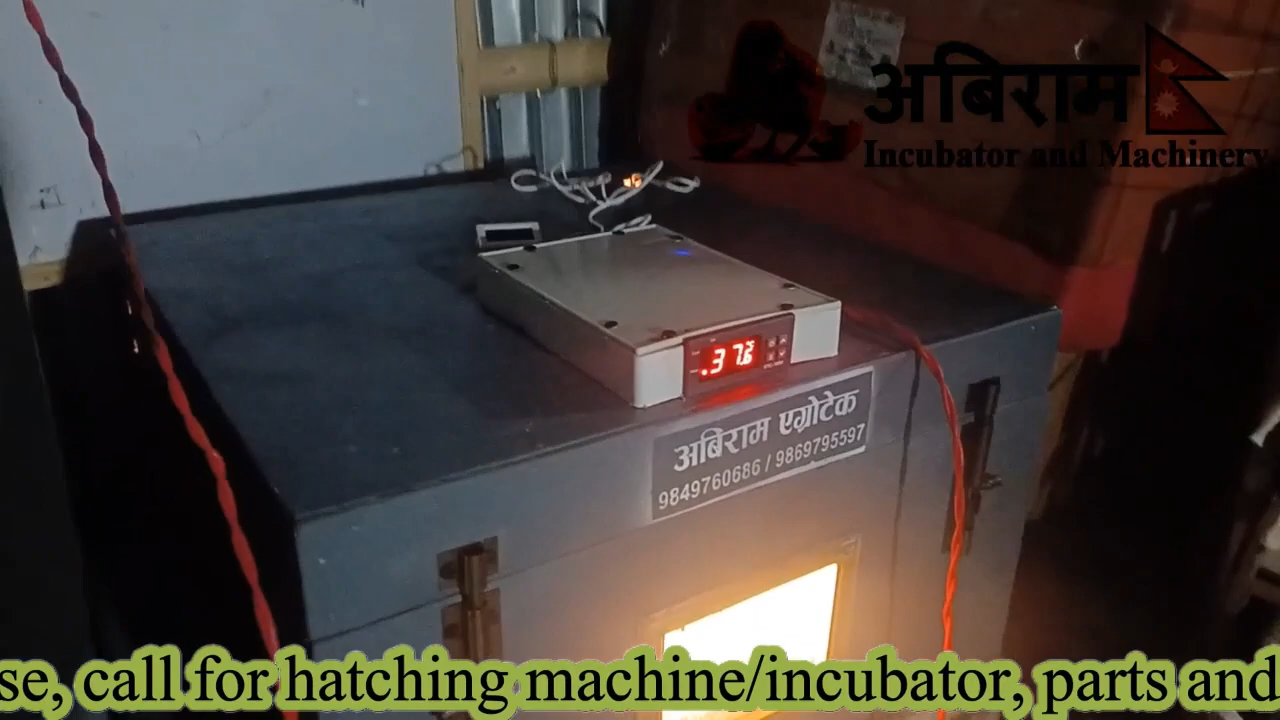 अबिराम
Incubator and Machinery
37.6
अबिराम एग्रोटेक
9849760686 / 9869795597
se, call for hatching machine/incubator, parts and